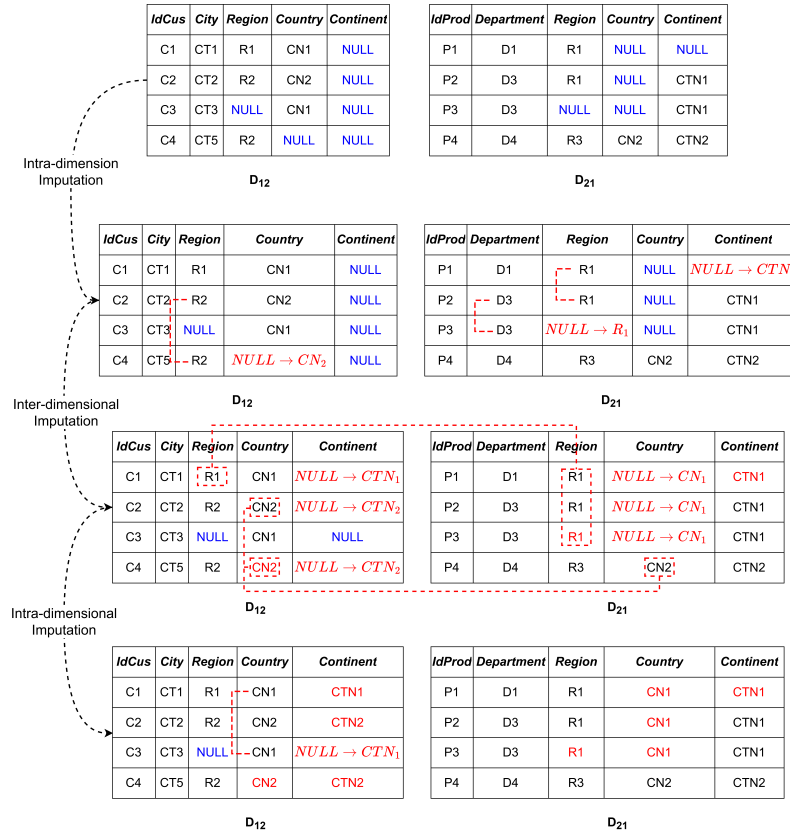 IdCus City Region Country Continent
C1 CT1 R1 CN1 NULL
C2 CT2 R2 CN2 NULL
C3 CT3 NULL CN1 NULL
C4 CT5 R2 NULL NULL
D12
IdProd Department Region Country Continent
P1 D1 R1 NULL NULL
P2 D3 R1 NULL CTN1
P3 D3 NULL NULL CTN1
P4 D4 R3 CN2 CTN2
D21
Intra-dimension
Imputation
IdCus City Region Country Continent
C1 CT1 R1 CN1 NULL
C2 CT2 R2 CN2 NULL
C3 CT3 NULL CN1 NULL
C4 CT5 R2 NULL → CN2 NULL
D12
IdProd Department Region Country Continent
P1 D1 R1 NULL NULL → CTN
P2 D3 R1 NULL CTN1
P3 D3 NULL → R1 NULL CTN1
P4 D4 R3 CN2 CTN2
D21
Inter-dimensional
Imputation
IdCus City Region Country Continent
C1 CT1 R1 CN1 NULL → CTN1
C2 CT2 R2 CN2 NULL → CTN2
C3 CT3 NULL CN1 NULL
C4 CT5 R2 CN2 NULL → CTN2
D12
IdProd Department Region Country Continent
P1 D1 R1 NULL → CN1 CTN1
P2 D3 R1 NULL → CN1 CTN1
P3 D3 R1 NULL → CN1 CTN1
P4 D4 R3 CN2 CTN2
D21
Intra-dimensional
Imputation
IdCus City Region Country Continent
C1 CT1 R1 CN1 CTN1
C2 CT2 R2 CN2 CTN2
C3 CT3 NULL CN1 NULL → CTN1
C4 CT5 R2 CN2 CTN2
D12
IdProd Department Region Country Continent
P1 D1 R1 CN1 CTN1
P2 D3 R1 CN1 CTN1
P3 D3 R1 CN1 CTN1
P4 D4 R3 CN2 CTN2
D21